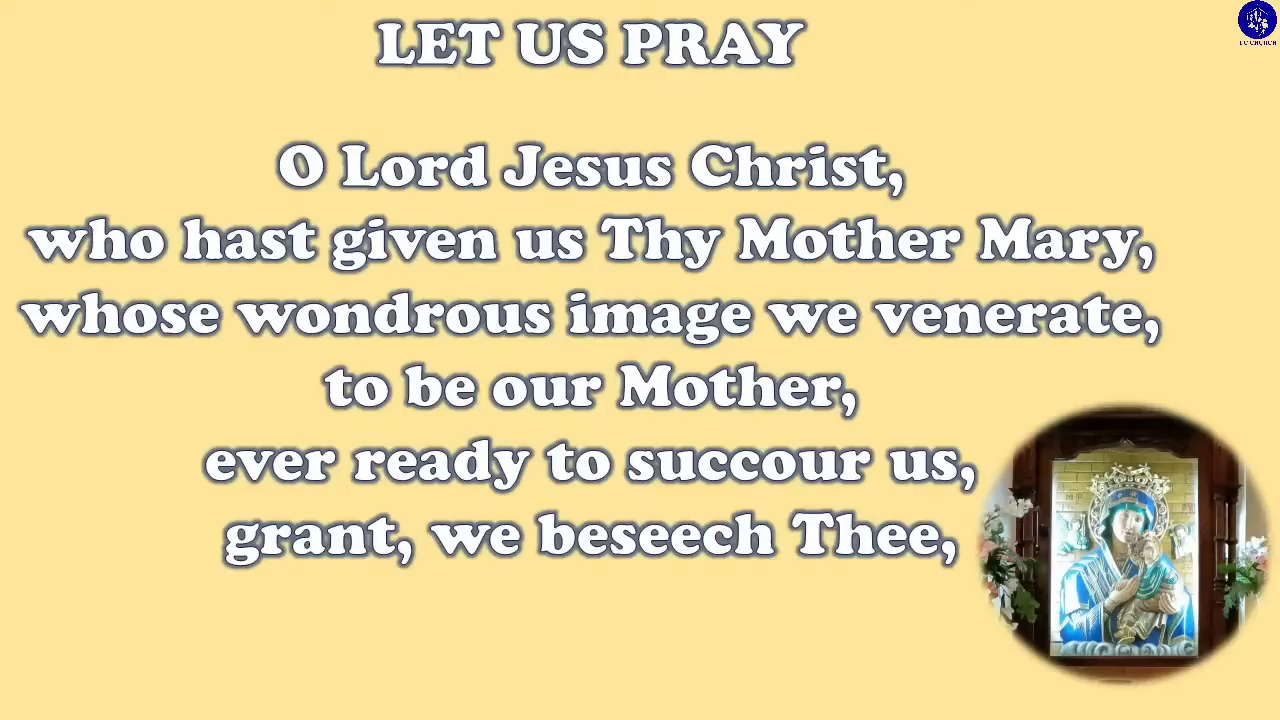 LET US PRAY
O Lord Jesus Christ,
who hast given us Thy Mother Mary,
whose wondrous image we venerate,
to be our Mother,
ever ready to succour us,
grant, we beseech Thee,